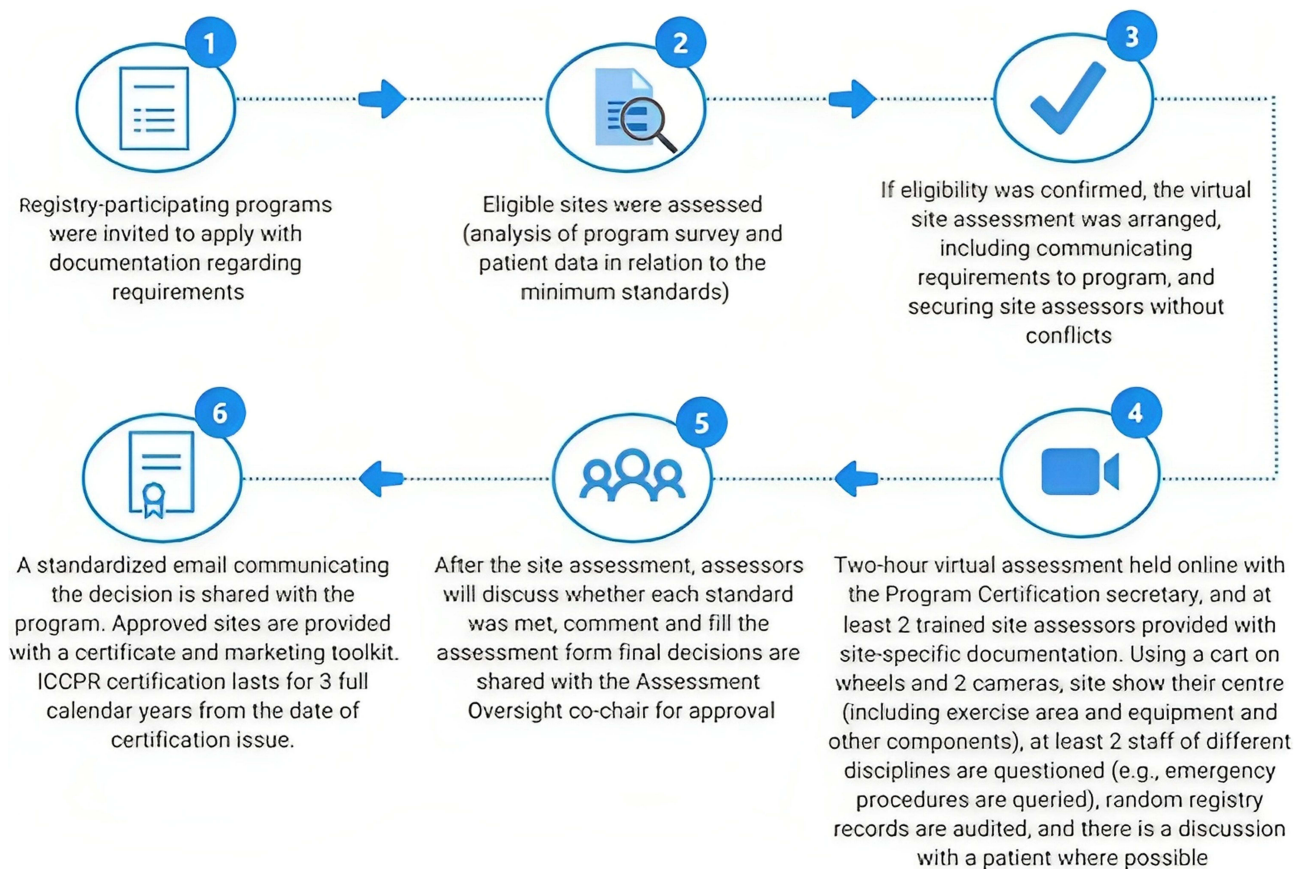 1
Registry-participating programs
were invited to apply with
documentation regarding
requirements
2
Eligible sites were assessed
(analysis of program survey and
patient data in relation to the
minimum standards)
3
If eligibility was confirmed, the virtual
site assessment was arranged,
including communicating
requirements to program, and
securing site assessors without
conflicts
4
Two-hour virtual assessment held online with
the Program Certification secretary, and at
least 2 trained site assessors provided with
site-specific documentation. Using a cart on
wheels and 2 cameras, site show their centre
(including exercise area and equipment and
other components), at least 2 staff of different
disciplines are questioned (e.g., emergency
procedures are queried), random registry
records are audited, and there is a discussion
with a patient where possible
5
After the site assessment, assessors
will discuss whether each standard
was met, comment and fill the
assessment form final decisions are
shared with the Assessment
Oversight co-chair for approval
6
A standardized email communicating
the decision is shared with the
program. Approved sites are provided
with a certificate and marketing toolkit.
ICCPR certification lasts for 3 full
calendar years from the date of
certification issue.